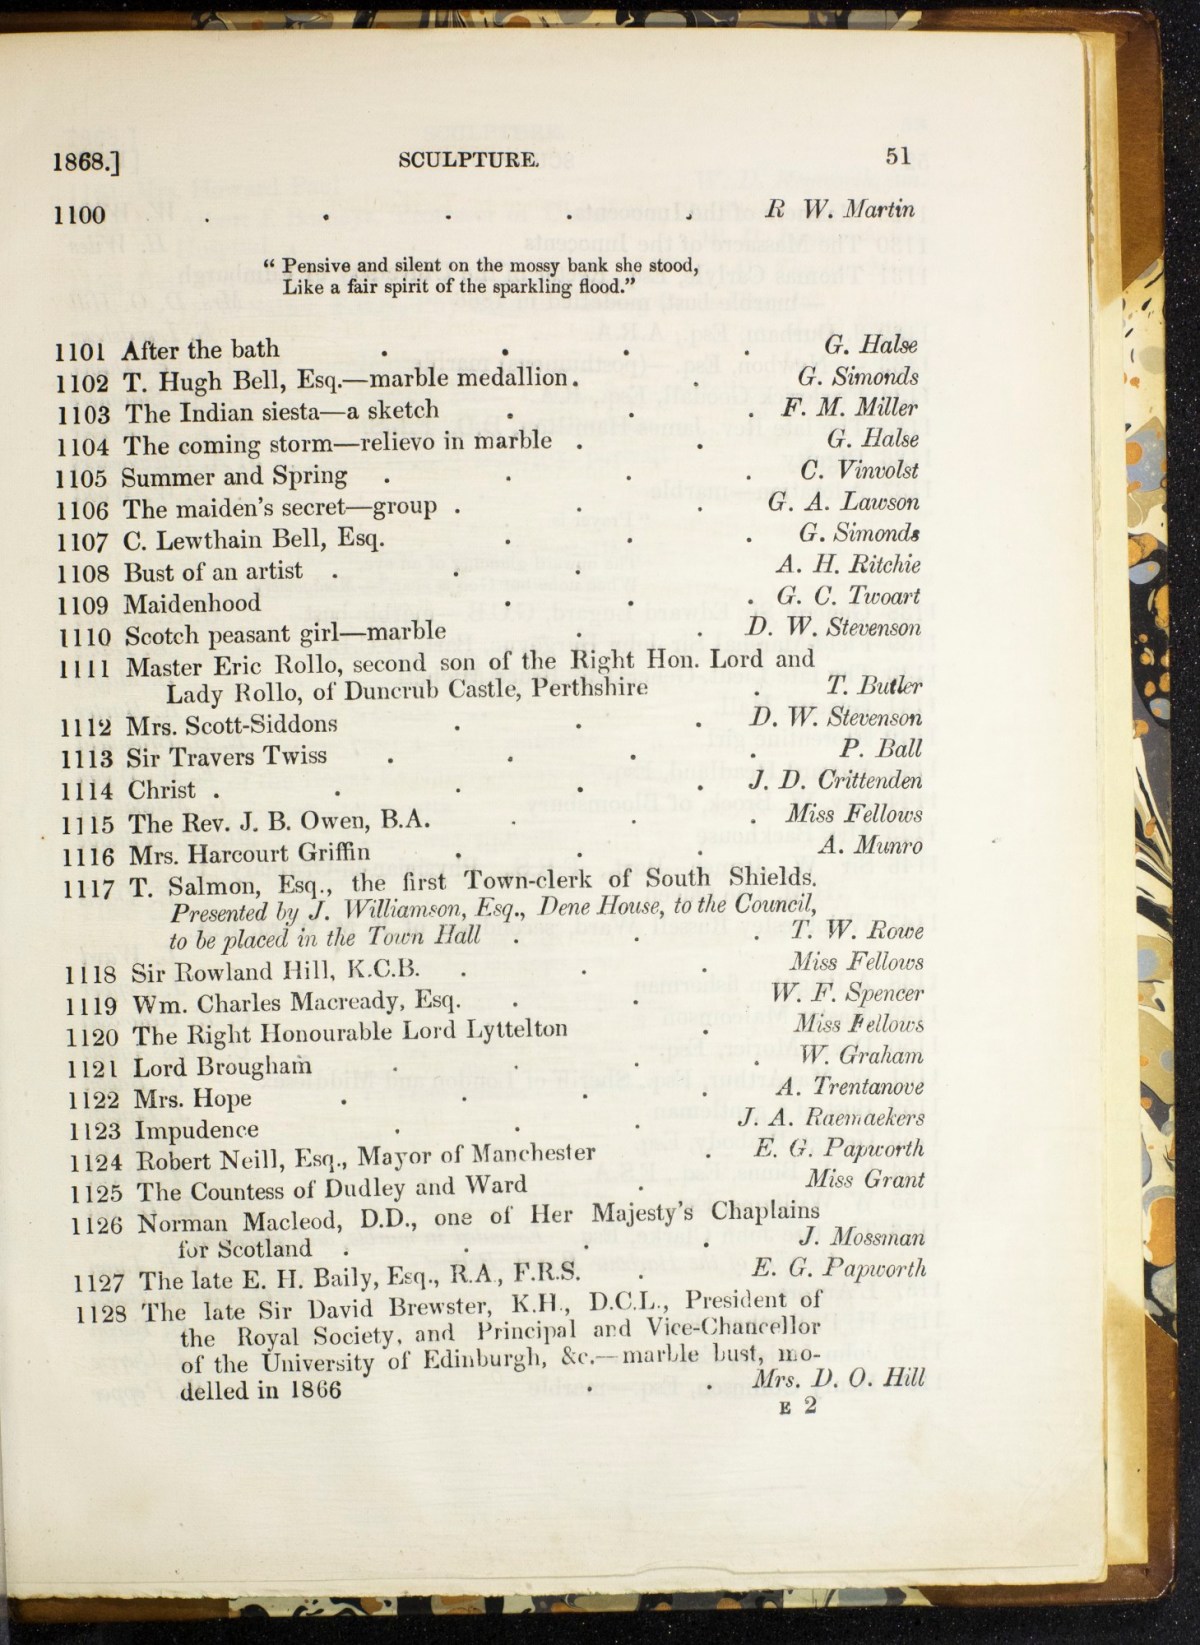 1868.] SCULPTURE. 51
1100 . . . . . R W. Martin
“ Pensive and silent on the mossy bank she stood,
Like a fair spirit of the sparkling flood.”
1101 After the bath . . . . G. Halse
1102 T. Hugh Bell, Esq.—marble medallion . . G. Simonds
1103 The Indian siesta—a sketch . . . F. M. Miller
1104 The coming storm—relievo in marble . . G. Halse
1105 Summer and Spring . . . . C. Vinvolst
1106 The maiden's secret—group . . . G. A. Lawson
1107 C. Lewthain Bell, Esq. . . . G. Simonds
1108 Bust of an artist . . . A. H. Ritchie
1109 Maidenhood . . . G. C. Twoart
1110 Scotch peasant girl—marble . . D. W. Stevenson
1111 Master Eric Rollo, second son of the Right Hon. Lord and
Lady Rollo, of Duncrub Castle, Perthshire . T. Butler
1112 Mrs. Scott-Siddons . . . D. W. Stevenson
1113 Sir Travers Twiss . . . . P. Ball
1114 Christ . . . . . J. D. Crittenden
1115 The Rev. J. B. Owen, B.A. . . . Miss Fellows
1116 Mrs. Harcourt Griffin . . . A. Munro
1117 T. Salmon, Esq., the first Town-clerk of South Shields.
Presented by J. Williamson, Esq., Dene House, to the Council,
to be placed in the Town Hall . . . T. W. Rowe
1118 Sir Rowland Hill, K.C.B. . . . Miss Fellows
1119 Wm. Charles Macready, Esq. . . W. F. Spencer
1120 The Right Honourable Lord Lyttelton . Miss Fellows
1121 Lord Brougham . . . . W. Graham
1122 Mrs. Hope . . . . A. Trentanove
1123 Impudence . . . J. A. Raemaekers
1124 Robert Neill, Esq., Mayor of Manchester . E. G. Papworth
1125 The Countess of Dudley and Ward . Miss Grant
1126 Norman Macleod, D.D., one of Her Majesty's Chaplains
for Scotland . . . . J. Mossman
1127 The late E. H. Baily, Esq., R.A., F.R.S. . E. G. Papworth
1128 The late Sir David Brewster, K.H., D.C.L., President of
the Royal Society, and Principal and Vice-Chancellor
of the University of Edinburgh, &c.—marble bust, mo-
delled in 1866 . . Mrs. D. O. Hill
E 2